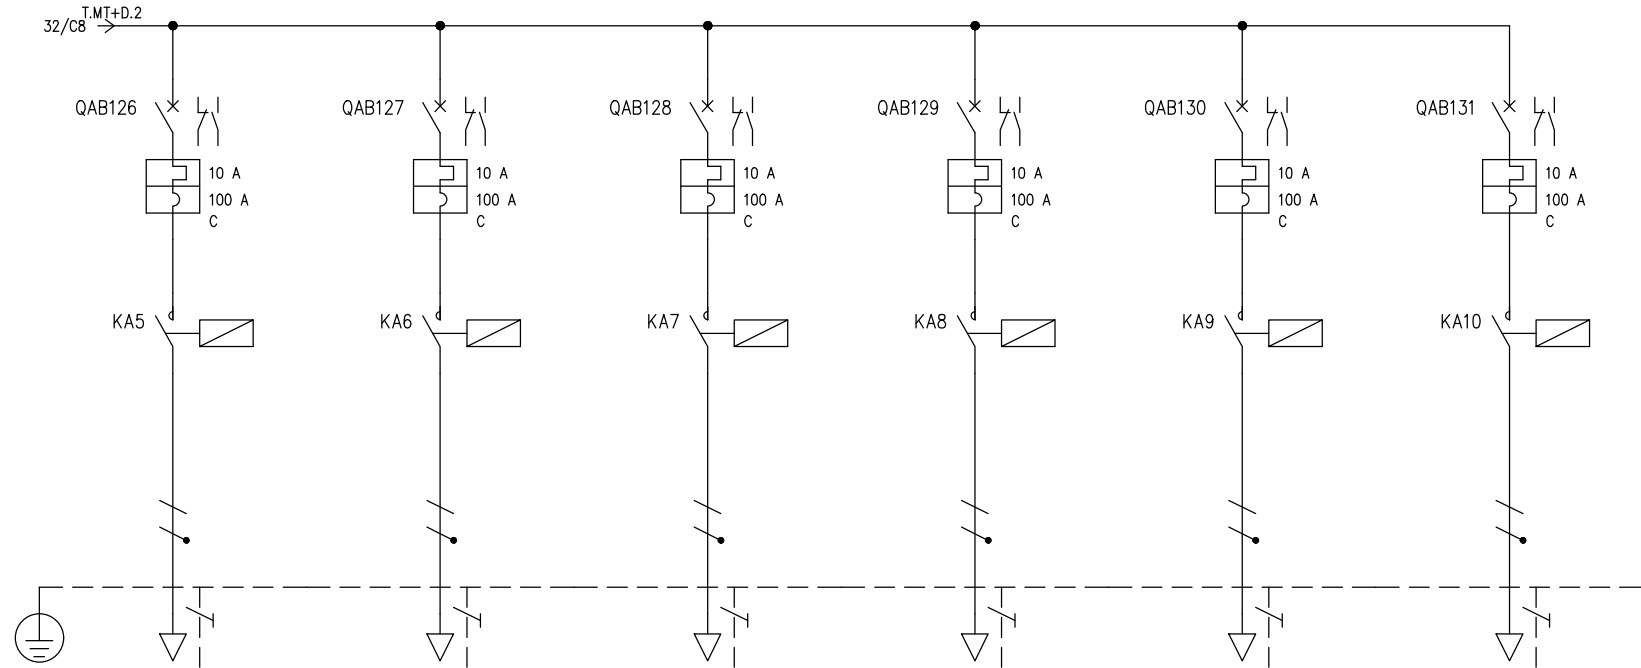 T.MT+D.2
32/C8
QAB126
QAB127
QAB128
QAB129
QAB130
QAB131
10 A
100 A
C
10 A
100 A
C
10 A
100 A
C
10 A
100 A
C
10 A
100 A
C
10 A
100 A
C
KA5
KA6
KA7
KA8
KA9
KA10